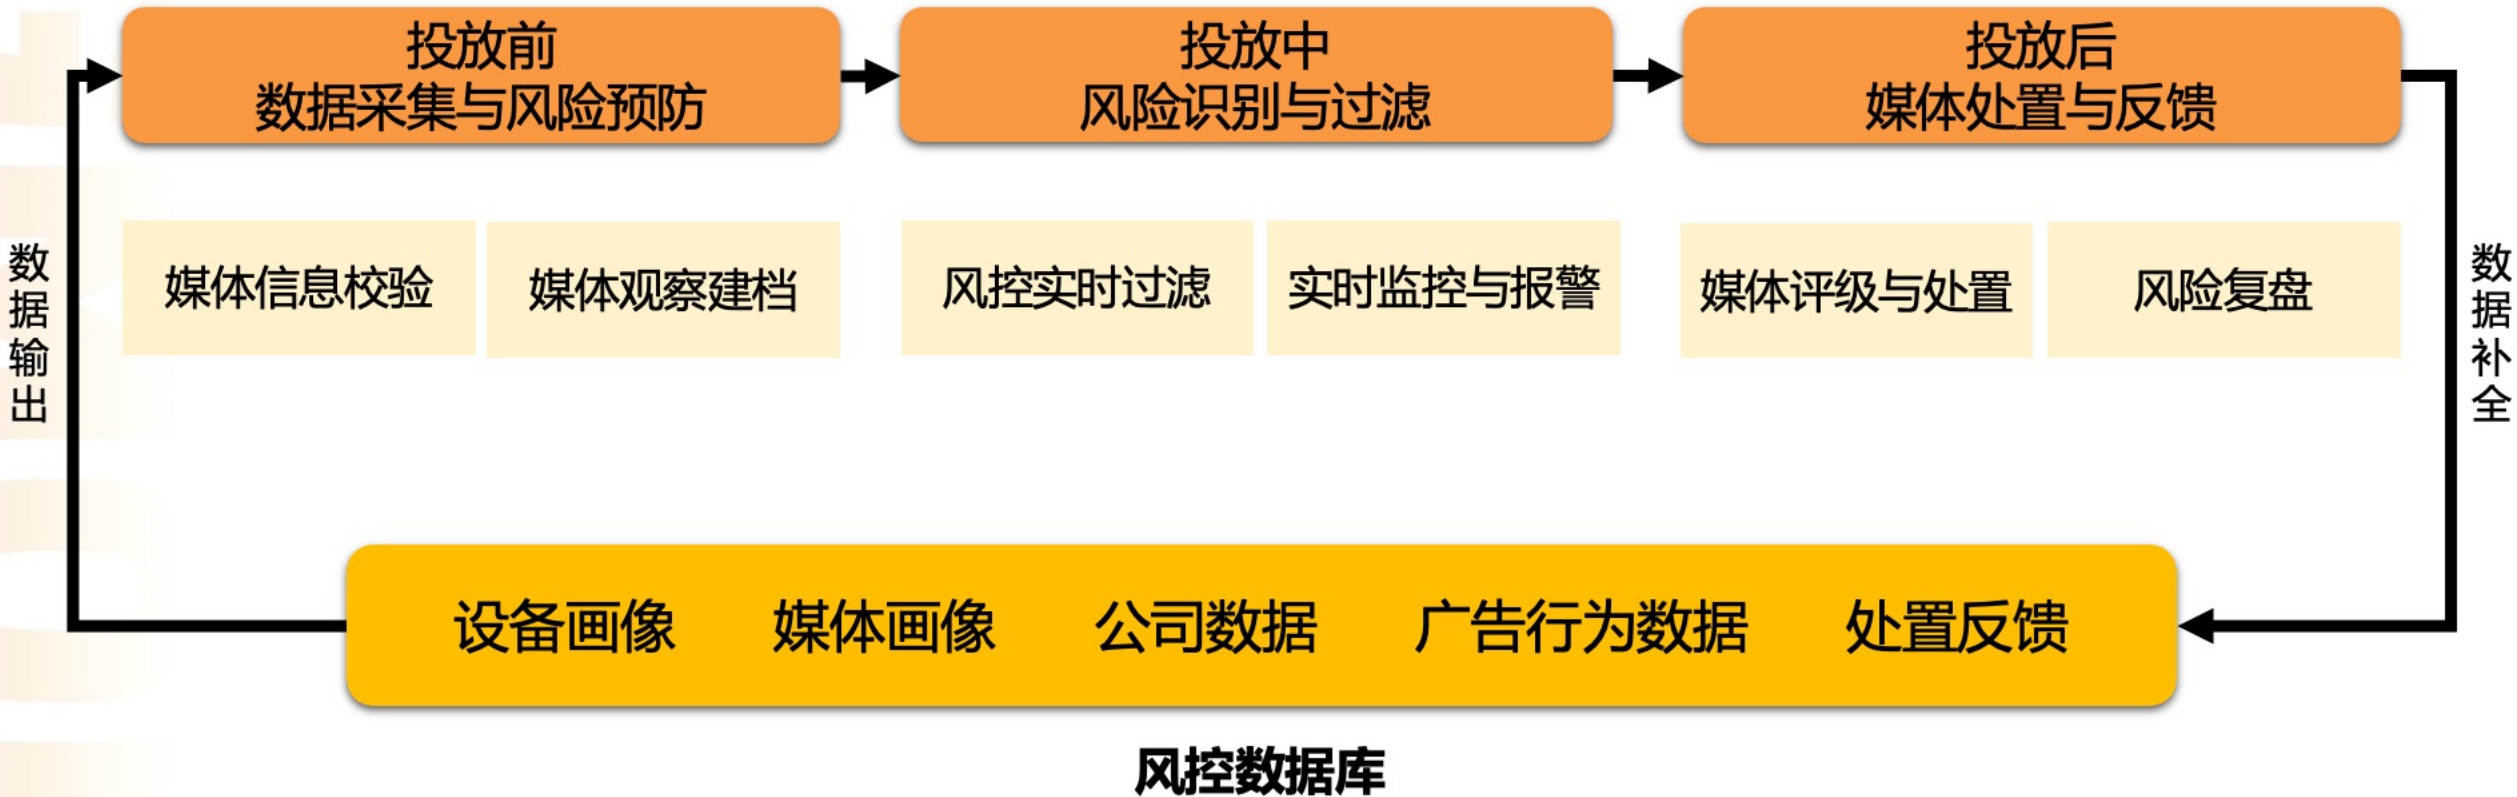 投放前
数据采集与风险预防
投放中
风险识别与过滤
投放后
媒体处置与反馈
数据输出
媒体信息校验
媒体观察建档
风控实时过滤
实时监控与报警
媒体评级与处置
风险复盘
数据补全
设备画像
媒体画像
公司数据
广告行为数据
处置反馈
风控数据库